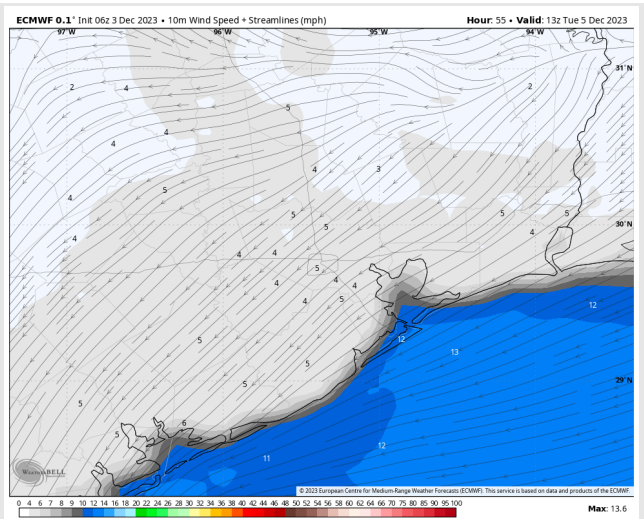 ECMWF 0.1° Init 06z 3 Dec 2023 • 10m Wind Speed + Streamlines (mph)
Hour: 55 • Valid: 13z Tue 5 Dec 2023
97°W 96°W 95°W 94°W
31°N
2 4 5 2
4 4
4 3
4 5
5 5 5
30°N
4 5 4
4 4
5 4 4
4 4 5
12
12
5 13
5
29°N
5
5 6
5
12
11
WeatherBELL
© 2023 European Centre for Medium-Range Weather Forecasts (ECMWF). This service is based on data and products of the ECMWF.
0 4 6 7 8 9 10 12 14 16 18 20 22 24 26 28 30 32 34 36 38 40 43 44 45 47 50 52 53 54 56 58 60 62 64 66 70 75 80 85 90 95 100
Max: 13.6